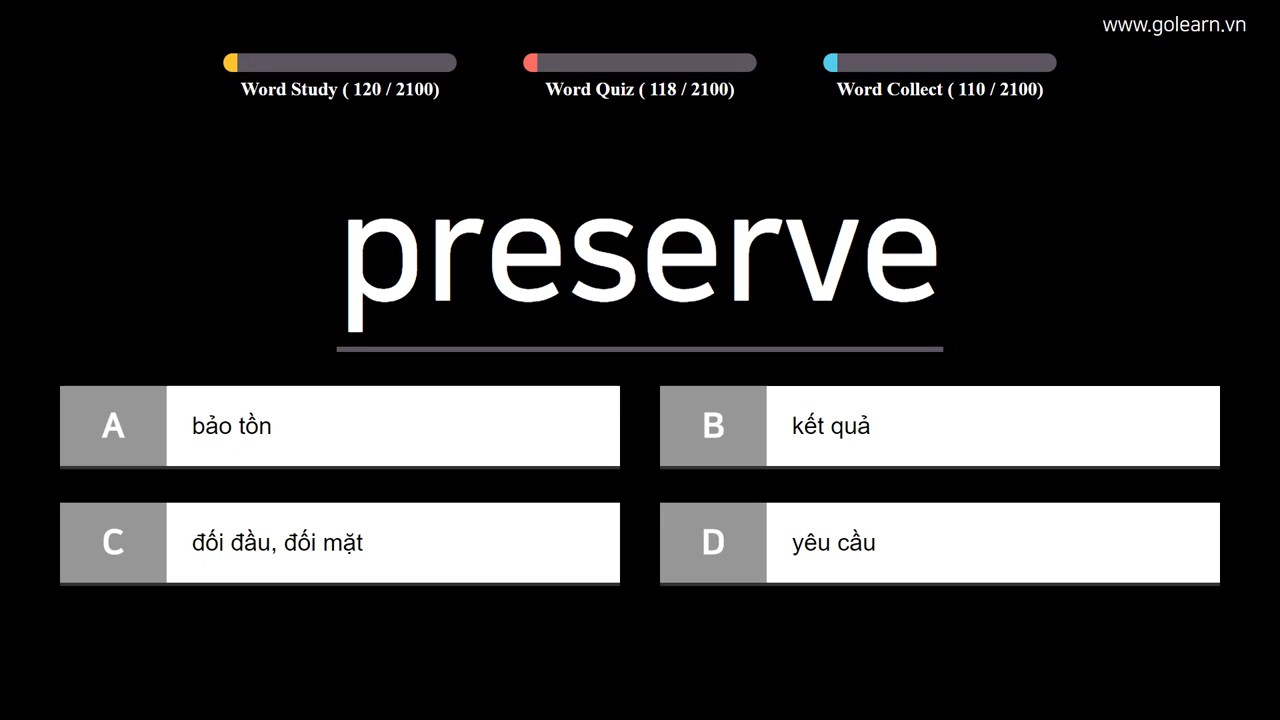 www.golearn.vn
Word Study ( 120 / 2100)
Word Quiz ( 118 / 2100)
Word Collect ( 110 / 2100)
preserve
A bảo tồn
B kết quả
C đối đầu, đối mặt
D yêu cầu